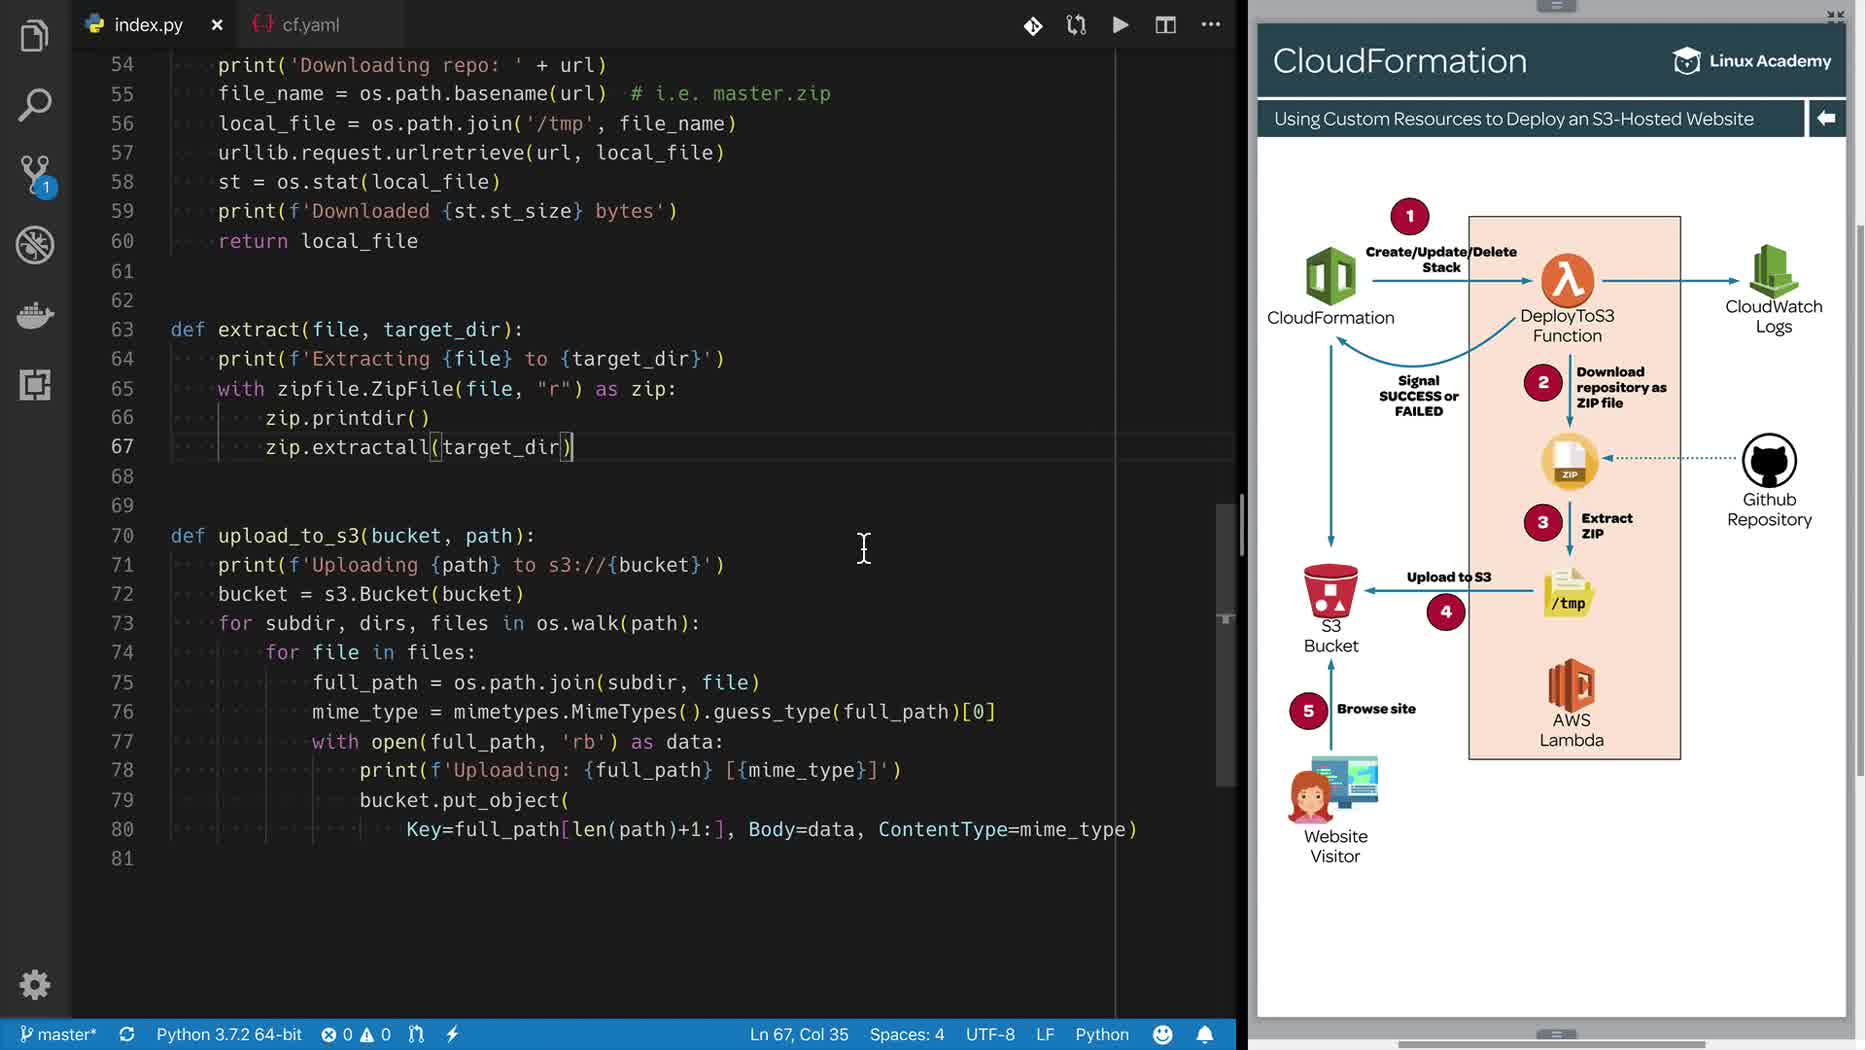 index.py
cf.yaml
54 print('Downloading repo: ' + url)
55 file_name = os.path.basename(url) # i.e. master.zip
56 local_file = os.path.join('/tmp', file_name)
57 urllib.request.urlretrieve(url, local_file)
58 st = os.stat(local_file)
59 print(f'Downloaded {st.st_size} bytes')
60 return local_file
61
62
63 def extract(file, target_dir):
64 print(f'Extracting {file} to {target_dir}')
65 with zipfile.ZipFile(file, "r") as zip:
66 zip.printdir()
67 zip.extractall(target_dir)
68
69
70 def upload_to_s3(bucket, path):
71 print(f'Uploading {path} to s3://{bucket}')
72 bucket = s3.Bucket(bucket)
73 for subdir, dirs, files in os.walk(path):
74 for file in files:
75 full_path = os.path.join(subdir, file)
76 mime_type = mimetypes.MimeTypes().guess_type(full_path)[0]
77 with open(full_path, 'rb') as data:
78 print(f'Uploading: {full_path} [{mime_type}]')
79 bucket.put_object(
80 Key=full_path[len(path)+1:], Body=data, ContentType=mime_type)
81
1
master* Python 3.7.2 64-bit 0 0 Ln 67, Col 35 Spaces: 4 UTF-8 LF Python
CloudFormation
Linux Academy
Using Custom Resources to Deploy an S3-Hosted Website
1
Create/Update/Delete
Stack
CloudFormation
DeployToS3
Function
CloudWatch
Logs
Signal
SUCCESS or
FAILED
2
Download
repository as
ZIP file
ZIP
Github
Repository
3
Extract
ZIP
Upload to S3
4
/tmp
S3
Bucket
AWS
Lambda
5
Browse site
Website
Visitor